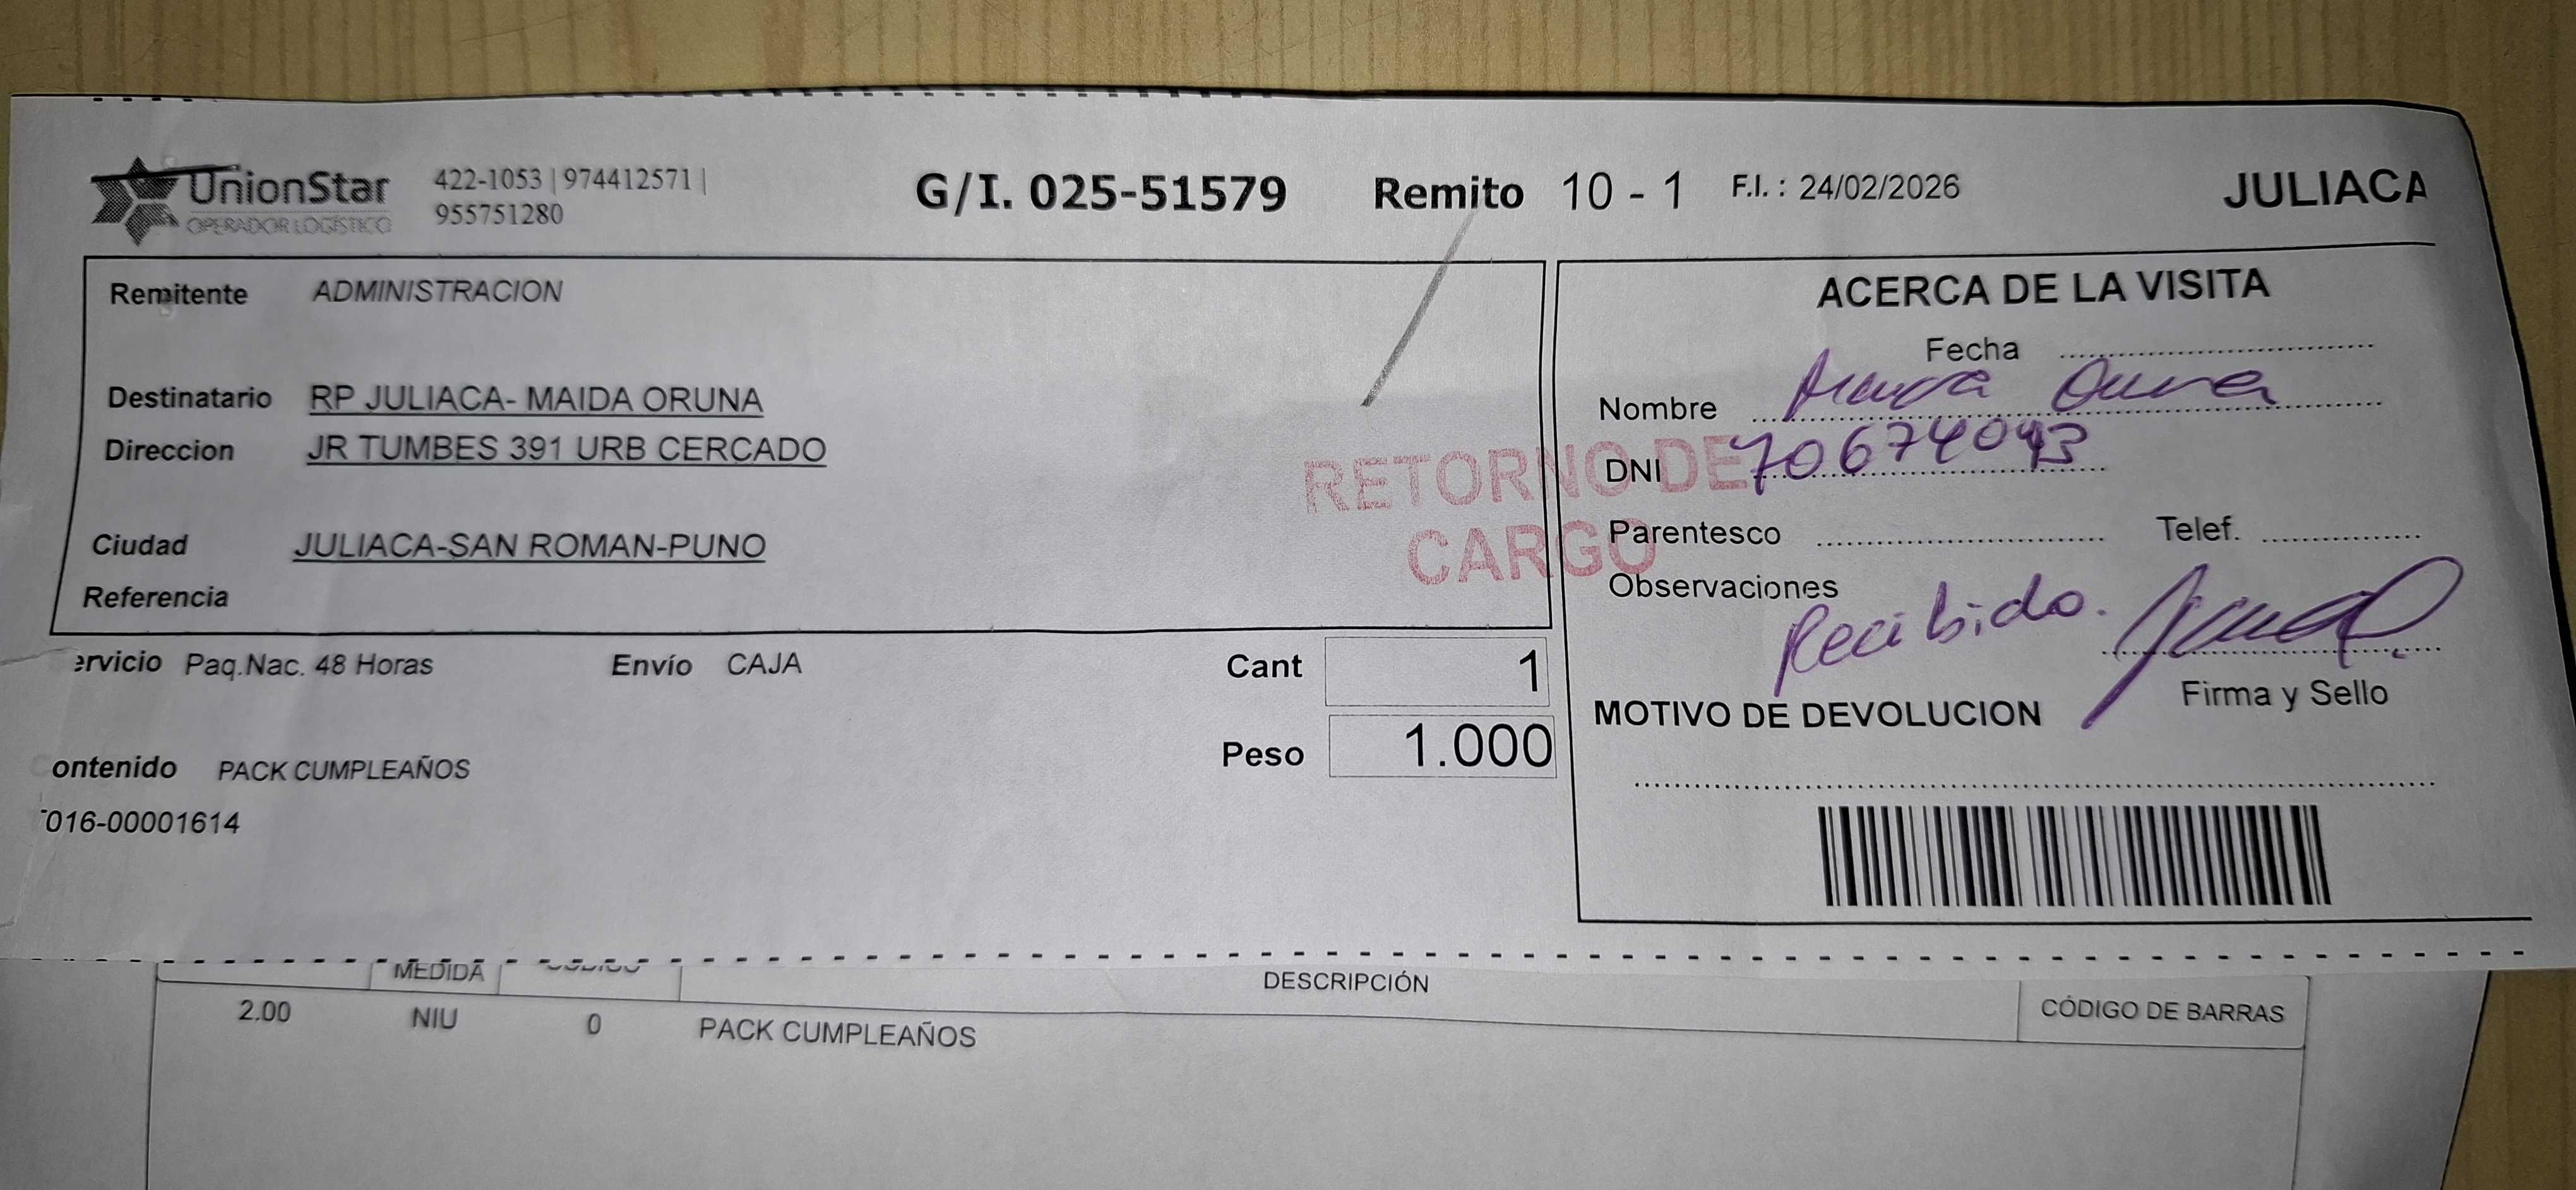 UnionStar
OPERADOR LOGÍSTICO
422-1053 | 974412571 |
955751280
G/I. 025-51579 Remito 10 - 1 F.I. : 24/02/2026 JULIACA
Remitente ADMINISTRACION
Destinatario RP JULIACA- MAIDA ORUNA
Direccion JR TUMBES 391 URB CERCADO
Ciudad JULIACA-SAN ROMAN-PUNO
Referencia
RETORNO DE
CARGO
ervicio Paq.Nac. 48 Horas Envío CAJA
Cant 1
Peso 1.000
ontenido PACK CUMPLEAÑOS
016-00001614
ACERCA DE LA VISITA
Fecha
Nombre Maida Oruna
DNI 70674043
Parentesco Telef.
Observaciones
Recibido.
Firma y Sello
MOTIVO DE DEVOLUCION
MEDIDA DESCRIPCIÓN CÓDIGO DE BARRAS
2.00 NIU 0 PACK CUMPLEAÑOS